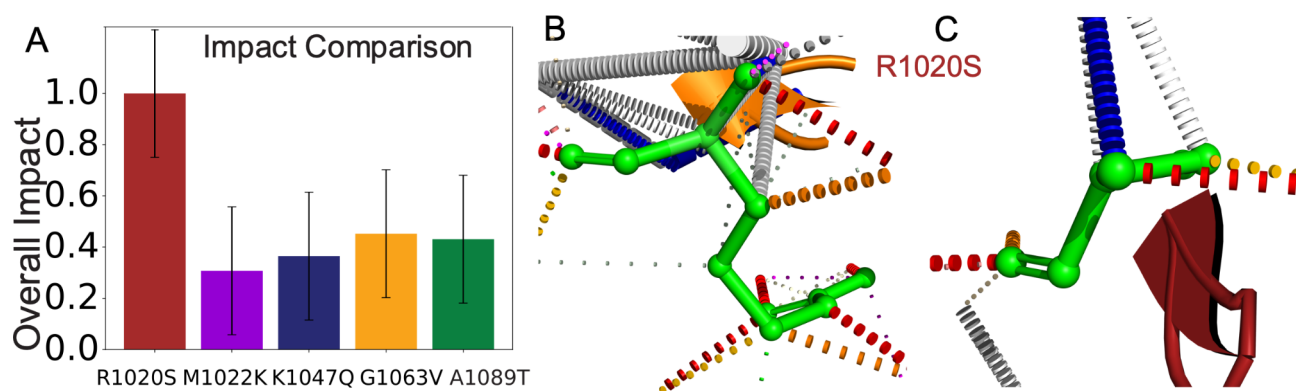 A
Impact Comparison
Overall Impact
1.0
0.8
0.6
0.4
0.2
0.0
R1020S M1022K K1047Q G1063V A1089T
B
R1020S
C